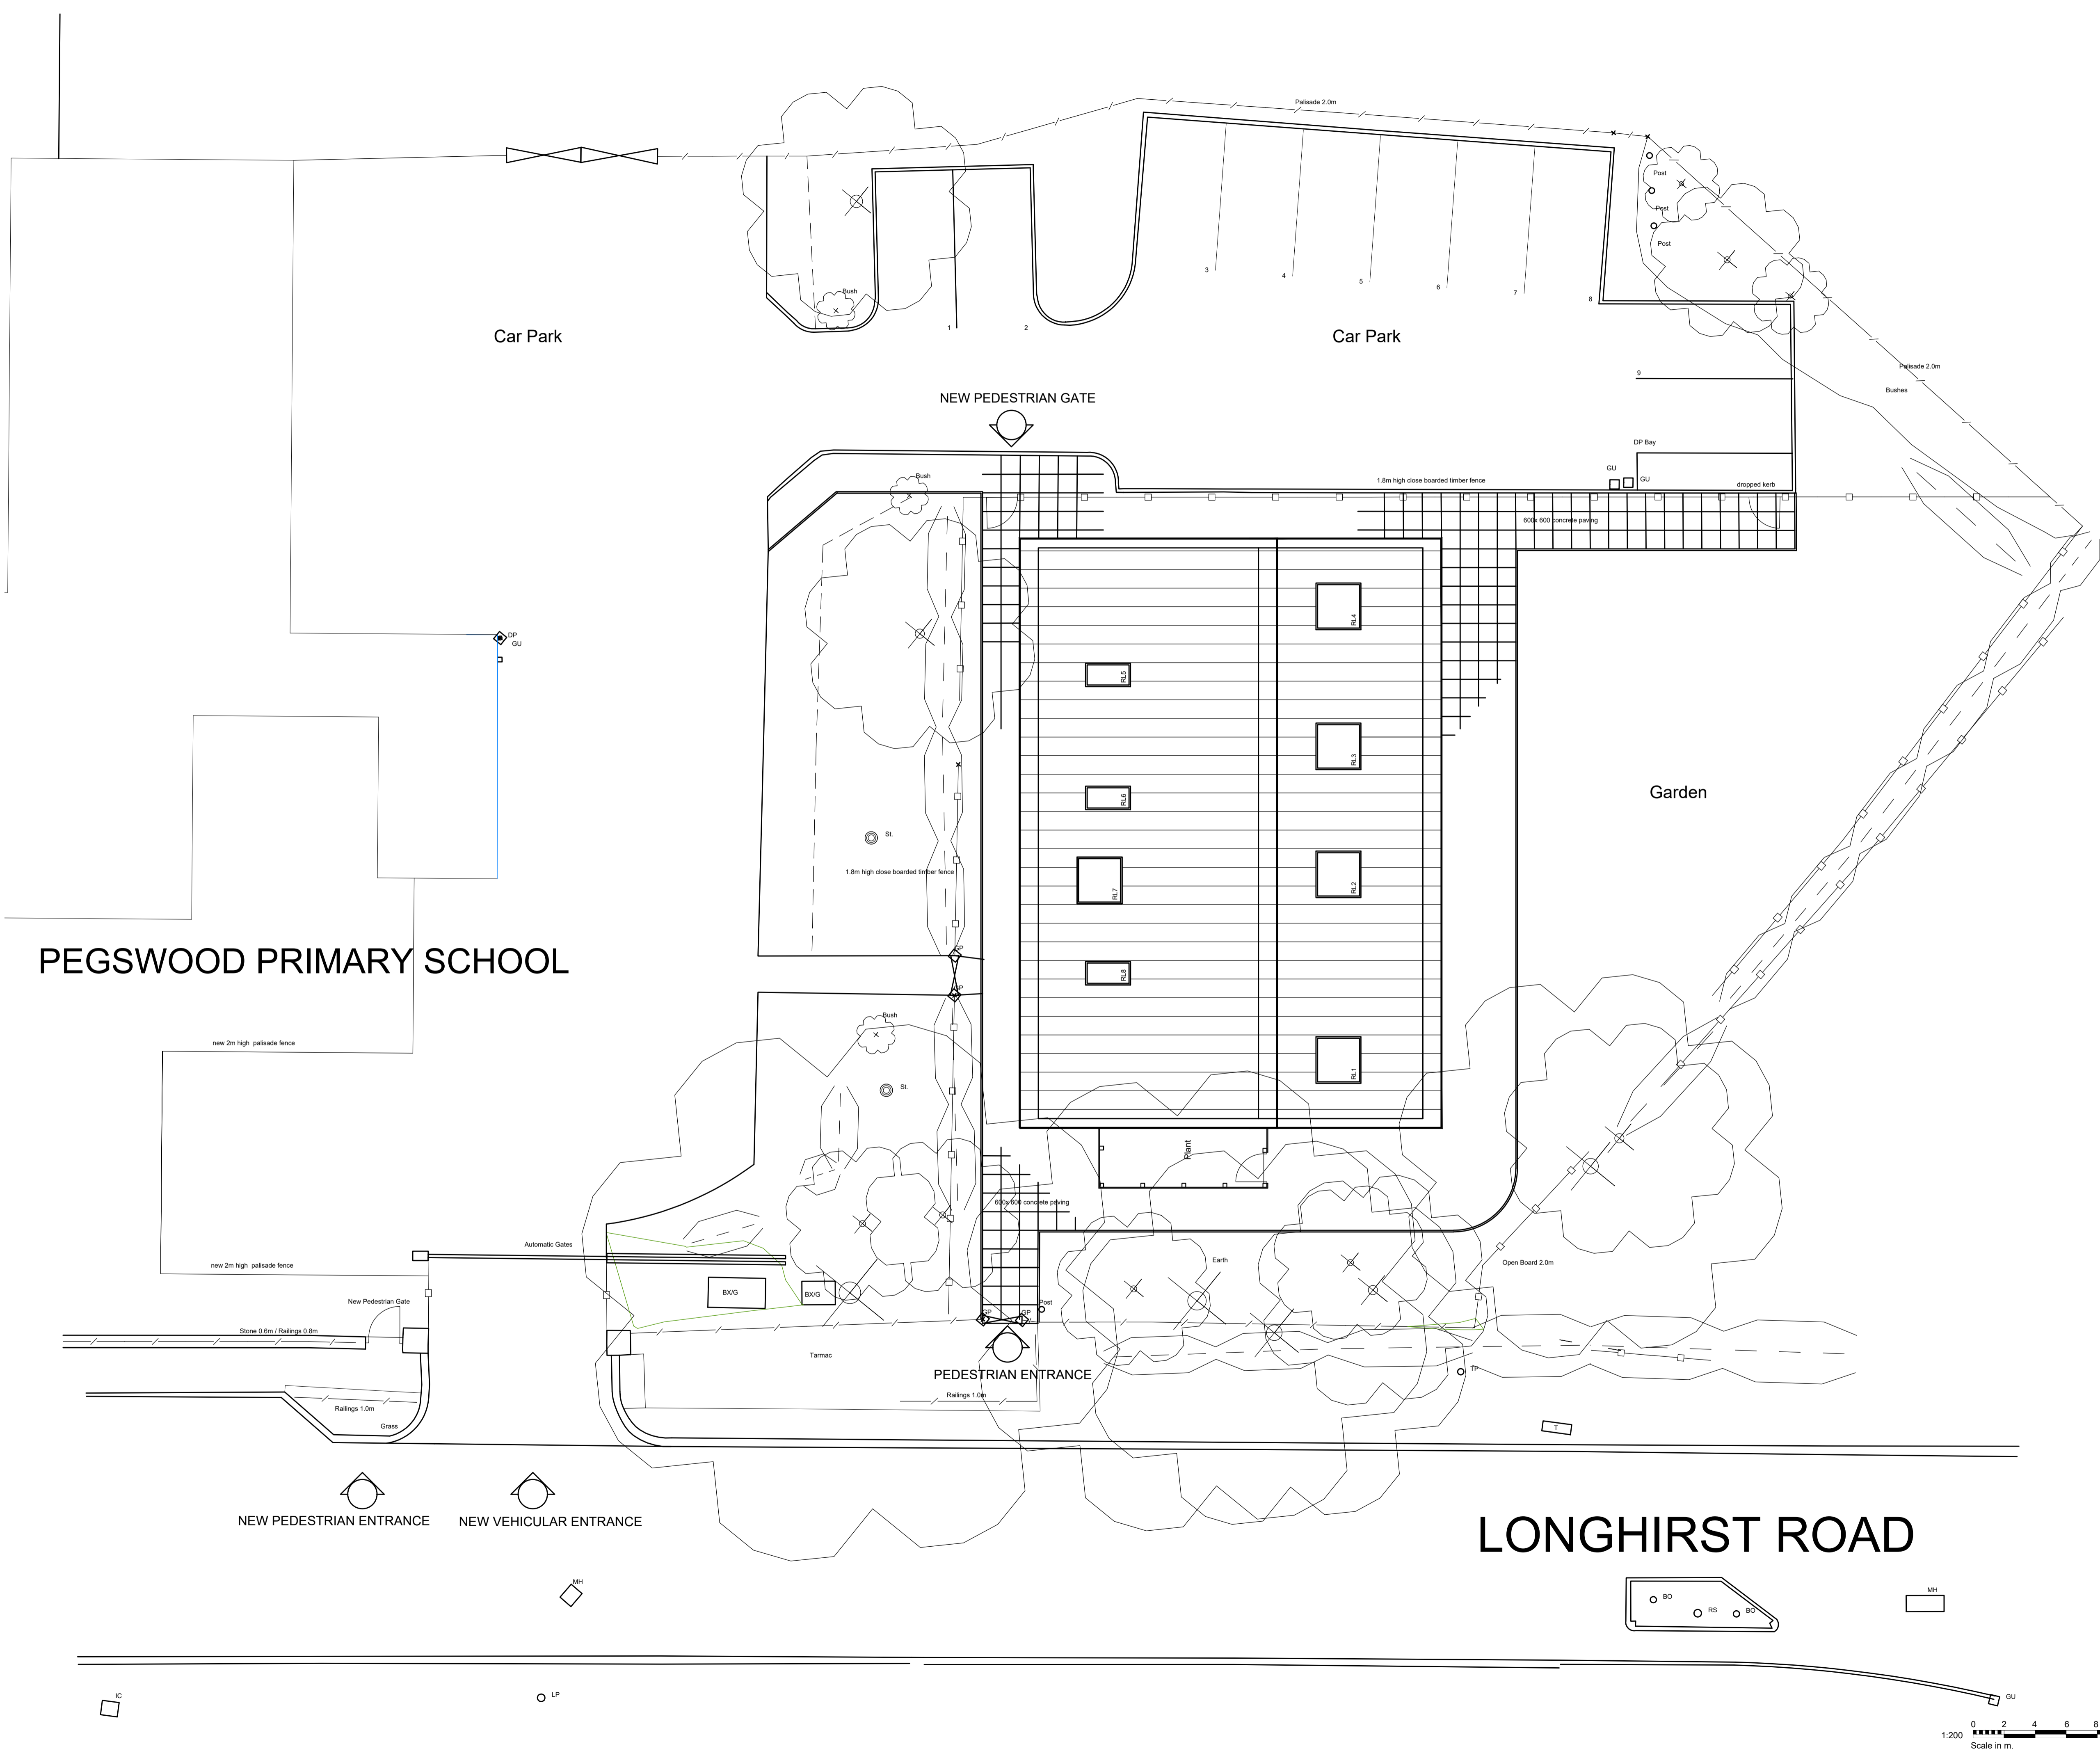 Palisade 2.0m
Post
Post
Post
Bush
3
4
5
6
7
8
1
2
Car Park
Car Park
Palisade 2.0m
9
Bushes
NEW PEDESTRIAN GATE
DP Bay
GU
GU
Bush
1.8m high close boarded timber fence
dropped kerb
600x 600 concrete paving
RL4
DP
GU
RL5
RL3
RL6
Garden
St.
1.8m high close boarded timber fence
RL7
RL2
GP
PEGSWOOD PRIMARY SCHOOL
RL8
GP
Bush
new 2m high palisade fence
RL1
St.
Plant
600x 600 concrete paving
Automatic Gates
Earth
Open Board 2.0m
new 2m high palisade fence
BX/G
BX/G
New Pedestrian Gate
Post
GP
GP
Stone 0.6m / Railings 0.8m
Tarmac
PEDESTRIAN ENTRANCE
TP
Railings 1.0m
Railings 1.0m
Grass
T
NEW PEDESTRIAN ENTRANCE
NEW VEHICULAR ENTRANCE
LONGHIRST ROAD
MH
MH
BO
RS
BO
IC
LP
GU
0 2 4 6 8
1:200
Scale in m.